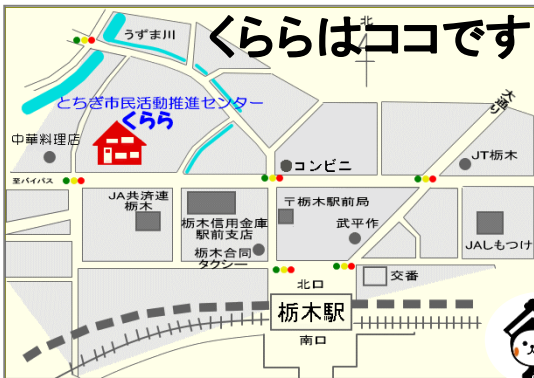 くららはココです
北
うずま川
大通り
とちぎ市民活動推進センター
くらら
中華料理店
コンビニ
JT栃木
至バイパス
JA共済連
栃木
栃木信用金庫
駅前支店
〒栃木駅前局
武平作
JAしもつけ
栃木合同
タクシー
北口
交番
栃木駅
南口